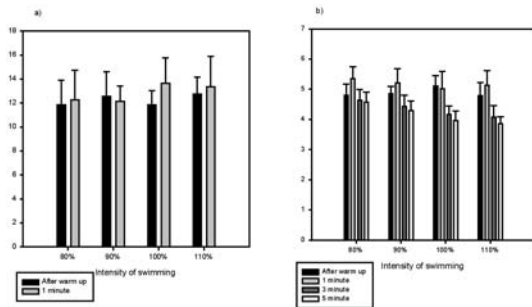 a)
18
16
14
12
10
8
6
4
2
0
80%
90%
100%
110%
Intensity of swimming
After warm up
1 minute
b)
7
6
5
4
3
2
1
0
80%
90%
100%
110%
Intensity of swimming
After warm up
1 minute
3 minute
5 minute